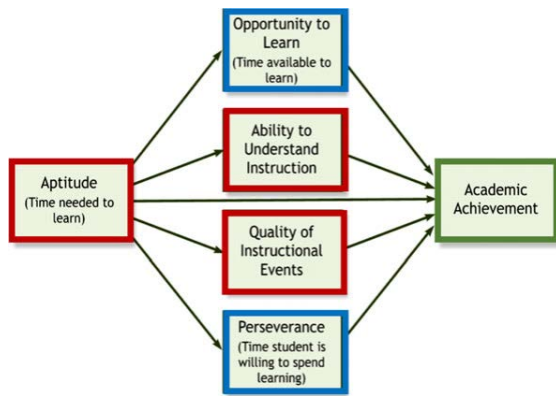 Opportunity to
Learn
(Time available to
learn)
Ability to
Understand
Instruction
Aptitude
(Time needed to
learn)
Academic
Achievement
Quality of
Instructional
Events
Perseverance
(Time student is
willing to spend
learning)